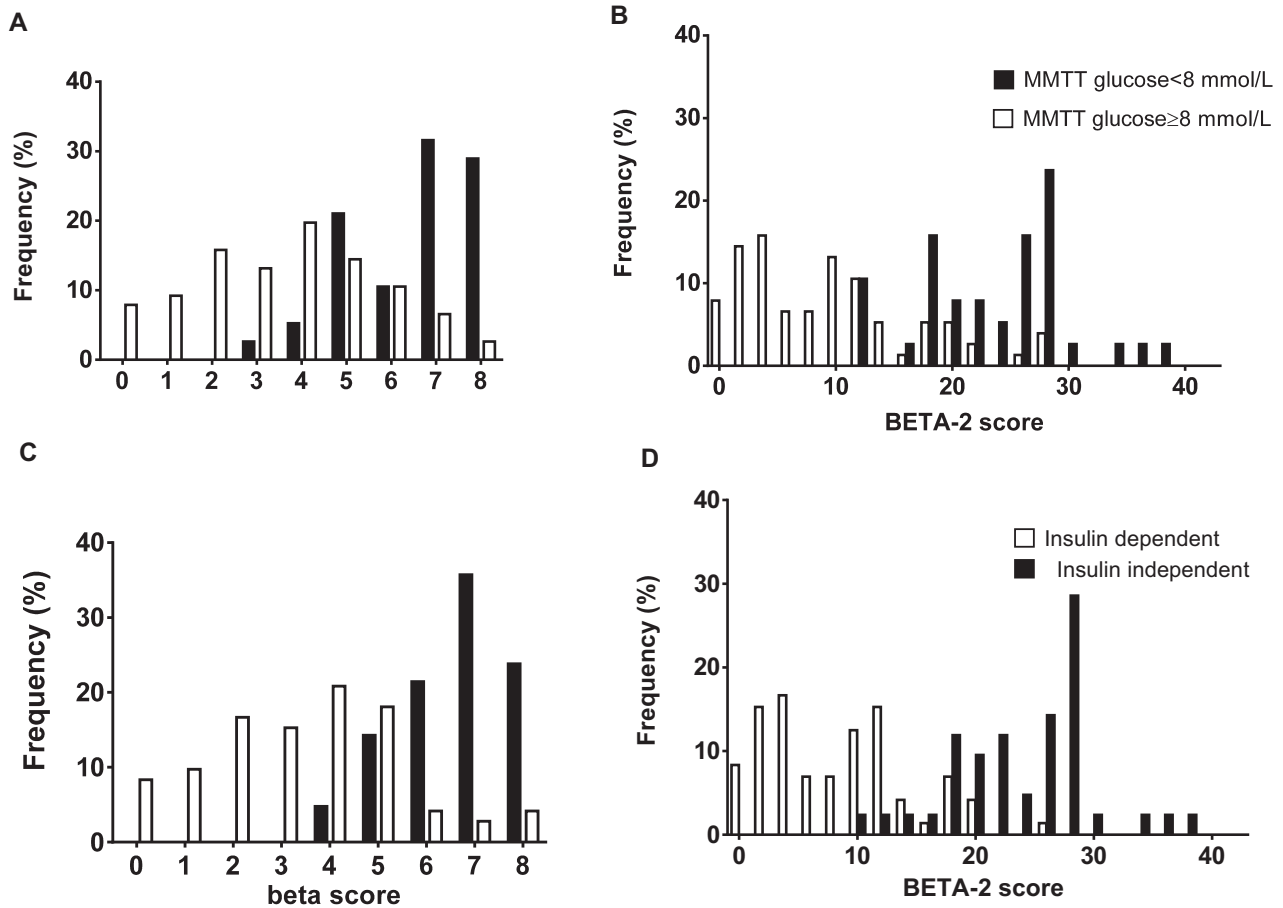 A
Frequency (%)
40
30
20
10
0
0 1 2 3 4 5 6 7 8
B
Frequency (%)
40
30
20
10
0
0 10 20 30 40
BETA-2 score
MMTT glucose<8 mmol/L
MMTT glucose≥8 mmol/L
C
Frequency (%)
40
30
20
10
0
0 1 2 3 4 5 6 7 8
beta score
D
Frequency (%)
40
30
20
10
0
0 10 20 30 40
BETA-2 score
Insulin dependent
Insulin independent